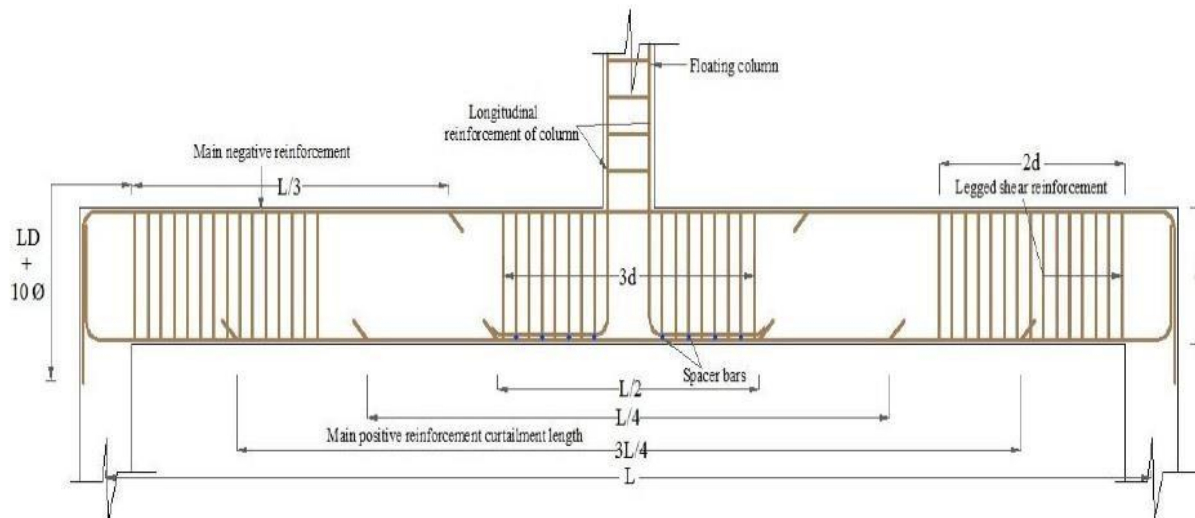 Floating column
Longitudinal
reinforcement of column
Main negative reinforcement
L/3
2d
Legged shear reinforcement
LD
+
10 Ø
3d
Spacer bars
L/2
L/4
Main positive reinforcement curtailment length
3L/4
L